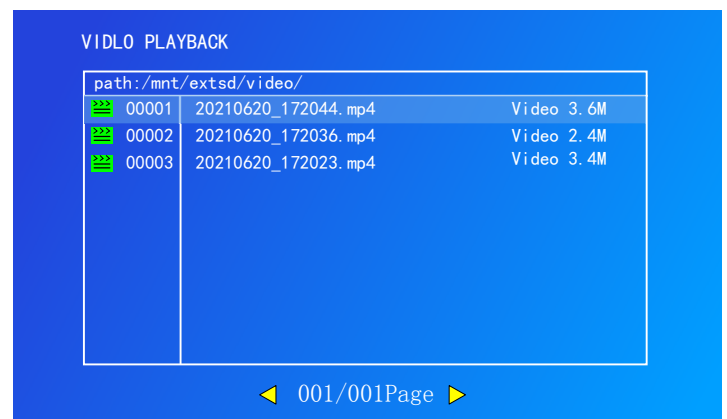 VIDLO PLAYBACK
path:/mnt/extsd/video/
00001 20210620_172044.mp4 Video 3.6M
00002 20210620_172036.mp4 Video 2.4M
00003 20210620_172023.mp4 Video 3.4M
001/001Page